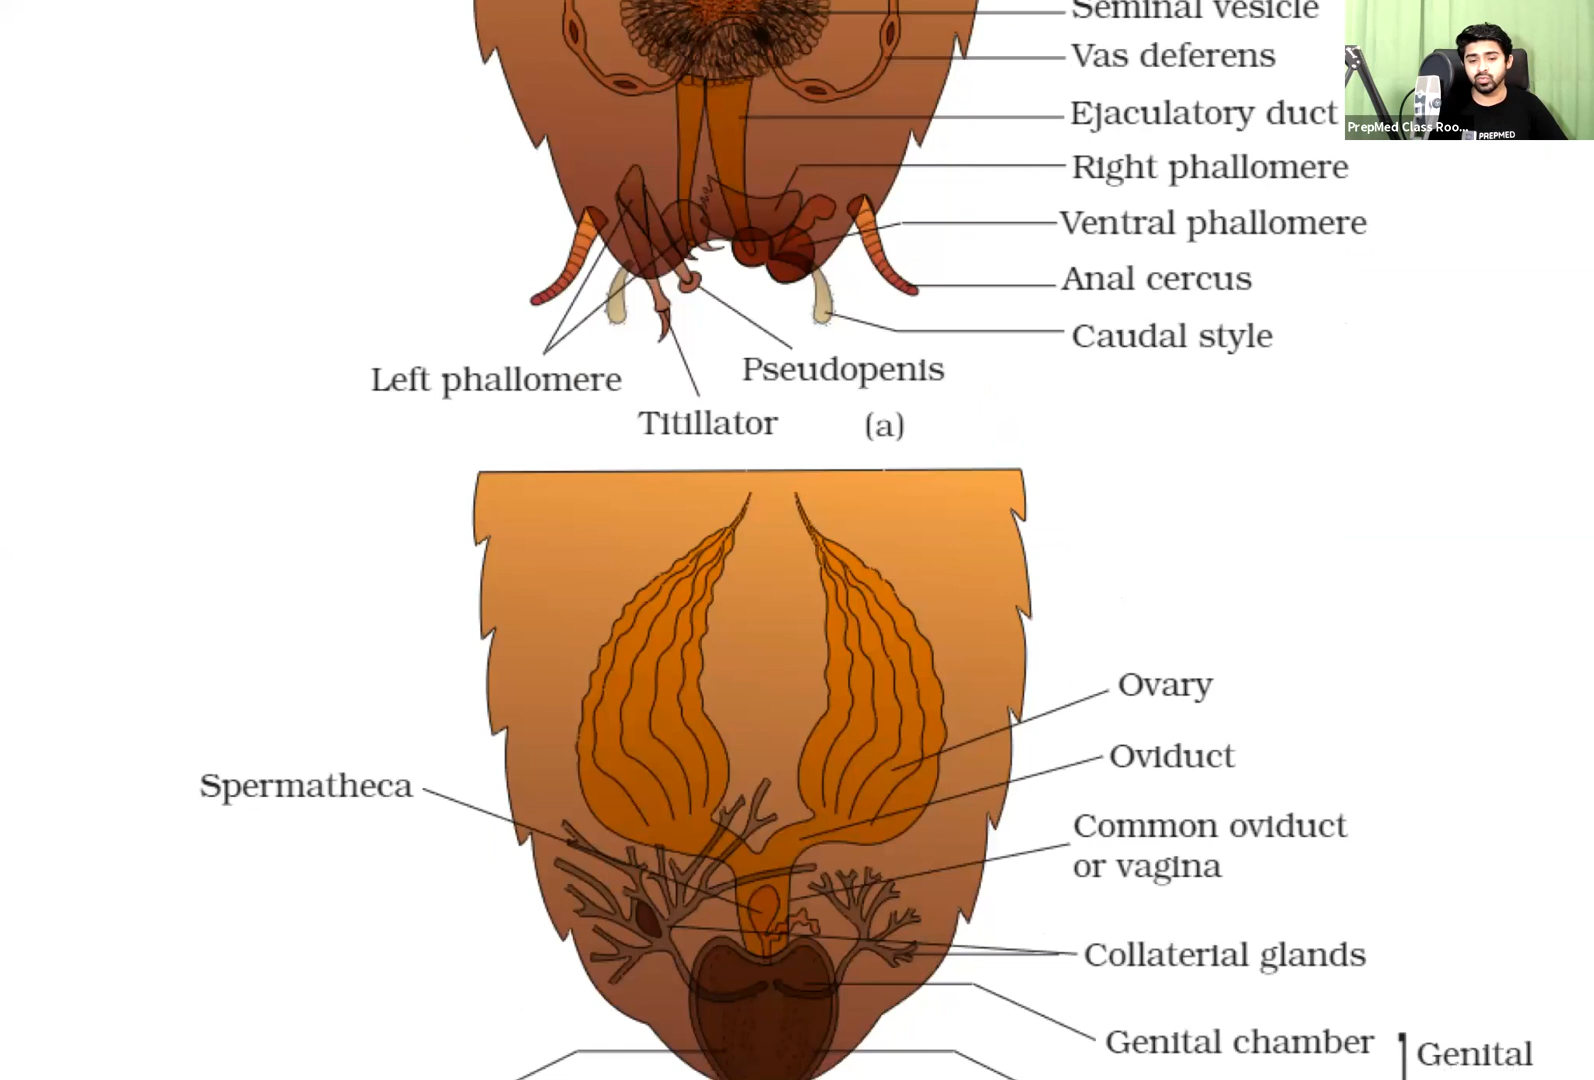 Seminal vesicle
Vas deferens
Ejaculatory duct
PrepMed Class Roo...
PREPMED
Right phallomere
Ventral phallomere
Anal cercus
Caudal style
Left phallomere
Pseudopenis
Titillator
(a)
Ovary
Oviduct
Spermatheca
Common oviduct
or vagina
Collaterial glands
Genital chamber
Genital